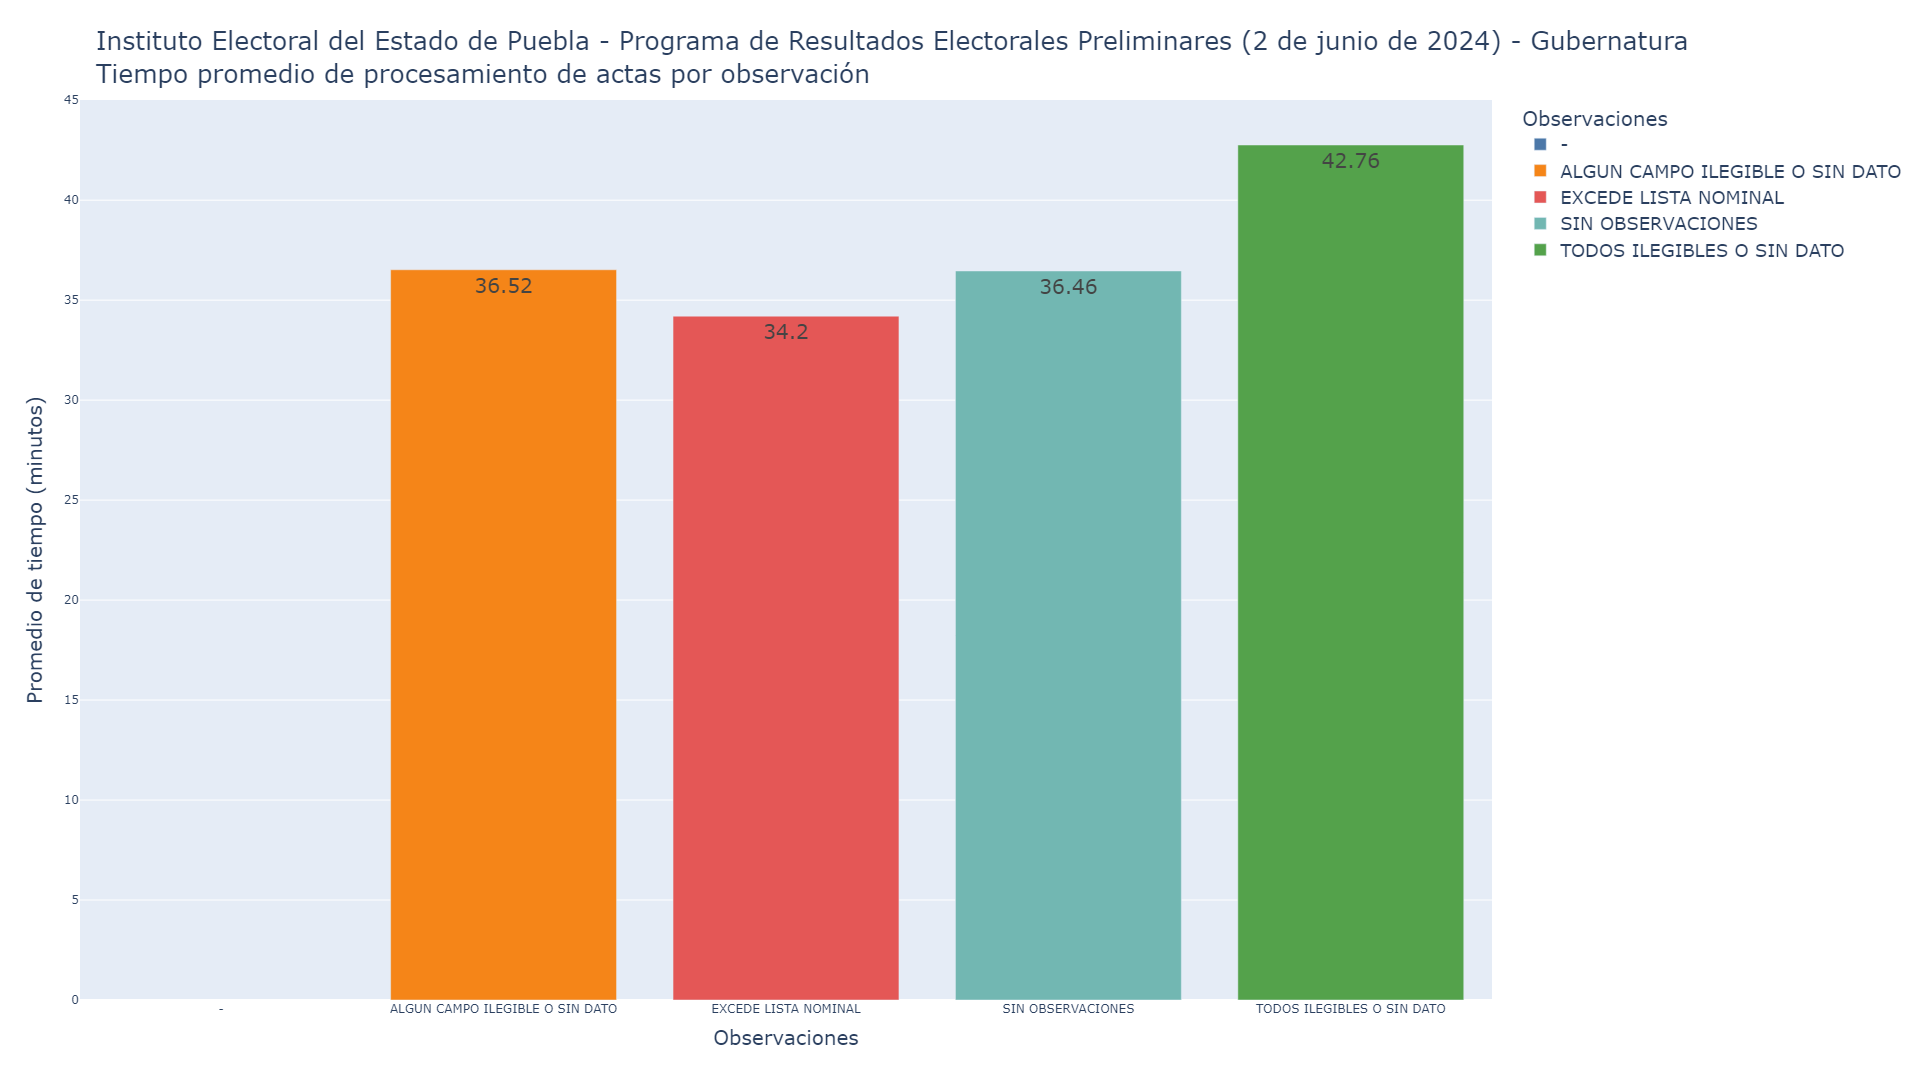 Instituto Electoral del Estado de Puebla - Programa de Resultados Electorales Preliminares (2 de junio de 2024) - Gubernatura
Tiempo promedio de procesamiento de actas por observación
Promedio de tiempo (minutos)
45
40
35
30
25
20
15
10
5
0
36.52
34.2
36.46
42.76
-
ALGUN CAMPO ILEGIBLE O SIN DATO
EXCEDE LISTA NOMINAL
SIN OBSERVACIONES
TODOS ILEGIBLES O SIN DATO
Observaciones
Observaciones
-
ALGUN CAMPO ILEGIBLE O SIN DATO
EXCEDE LISTA NOMINAL
SIN OBSERVACIONES
TODOS ILEGIBLES O SIN DATO